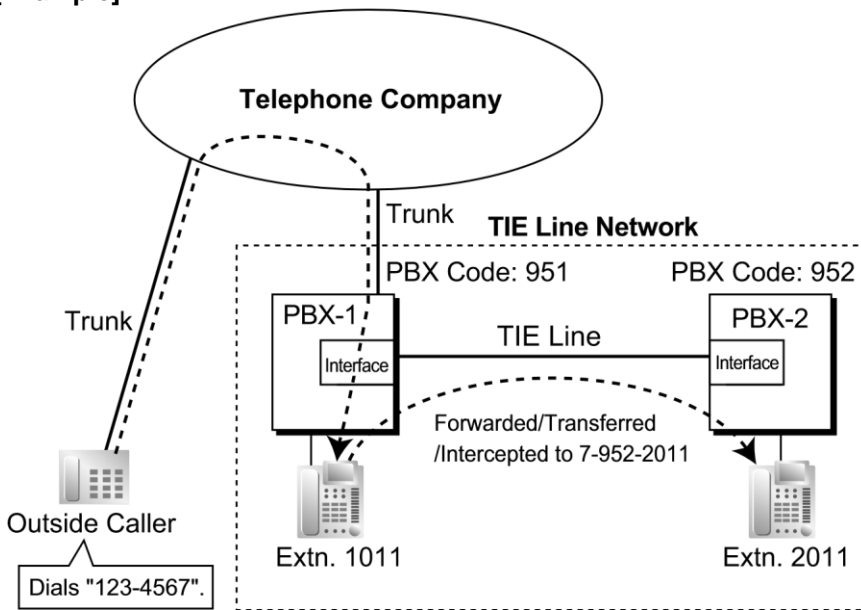 Telephone Company
Trunk
TIE Line Network
PBX Code: 951
PBX Code: 952
Trunk
PBX-1
TIE Line
PBX-2
Interface
Interface
Forwarded/Transferred
/Intercepted to 7-952-2011
Outside Caller
Extn. 1011
Extn. 2011
Dials "123-4567".